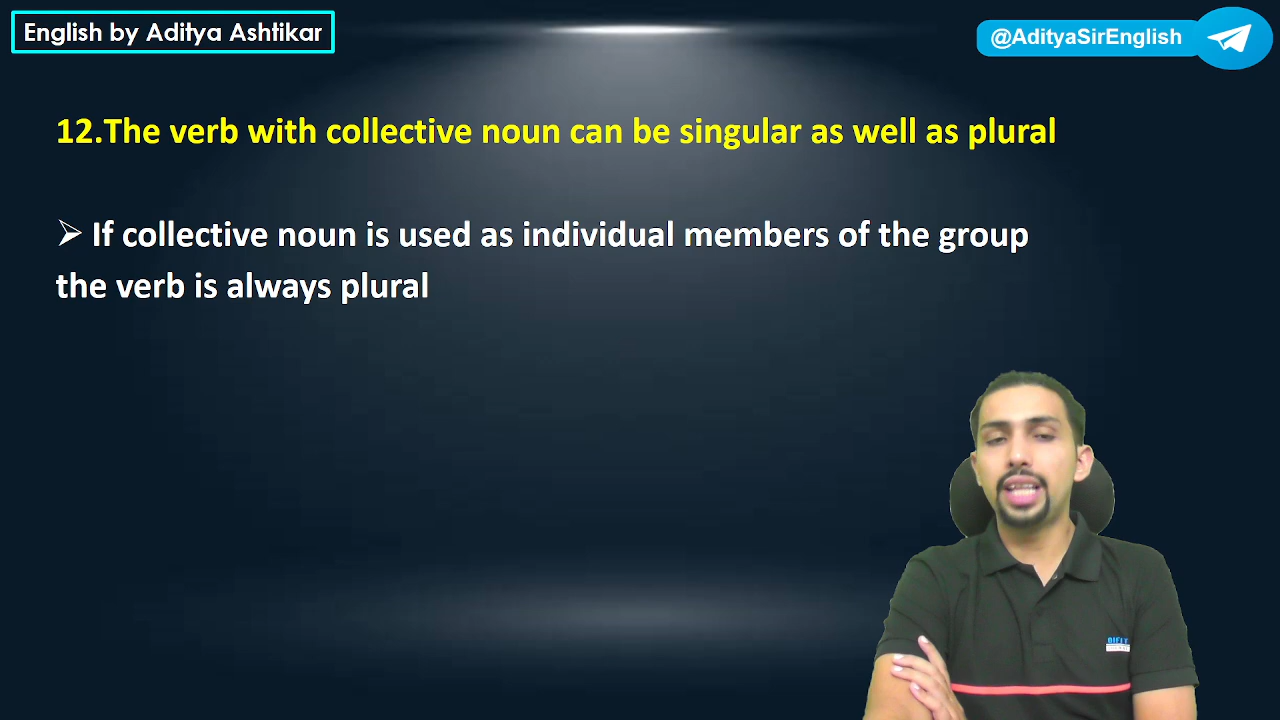 English by Aditya Ashtikar
@AdityaSirEnglish
12.The verb with collective noun can be singular as well as plural
➢ If collective noun is used as individual members of the group
the verb is always plural